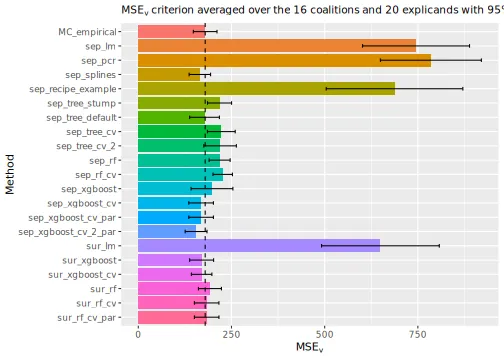 MSEᵥ criterion averaged over the 16 coalitions and 20 explicands with 95
MC_empirical
sep_lm
sep_pcr
sep_splines
sep_recipe_example
sep_tree_stump
sep_tree_default
sep_tree_cv
sep_tree_cv_2
sep_rf
sep_rf_cv
sep_xgboost
sep_xgboost_cv
sep_xgboost_cv_par
sep_xgboost_cv_2_par
sur_lm
sur_xgboost
sur_xgboost_cv
sur_rf
sur_rf_cv
sur_rf_cv_par
Method
0 250 500 750
MSEᵥ